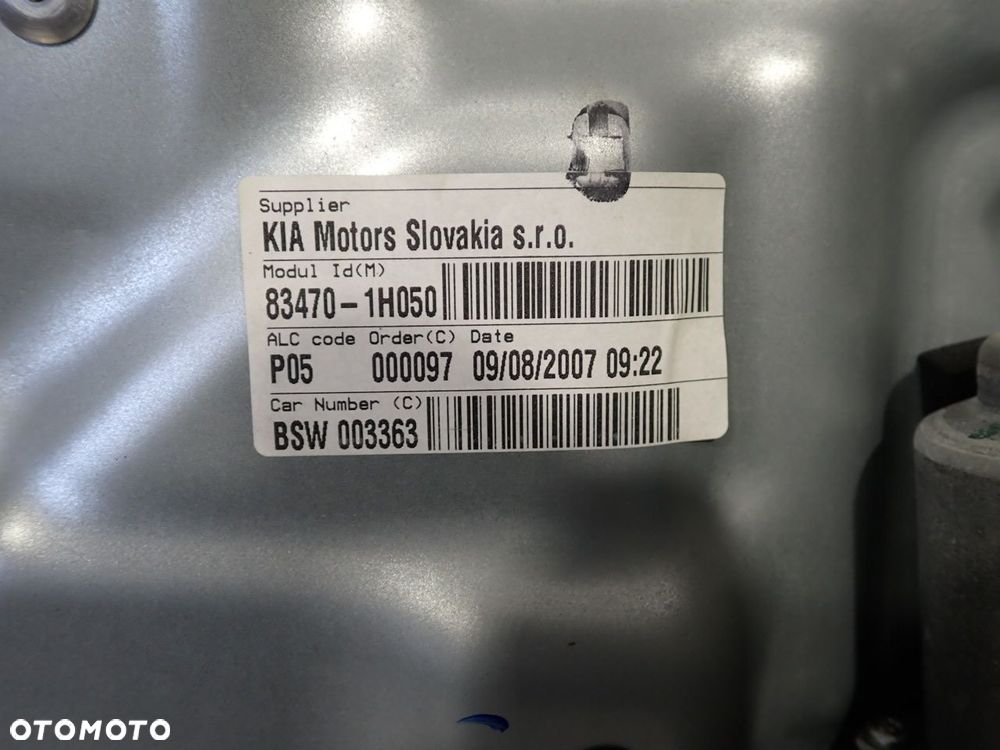 Supplier
KIA Motors Slovakia s.r.o.
Modul Id(M)
83470-1H050
ALC code Order(C) Date
P05 000097 09/08/2007 09:22
Car Number (C)
BSW 003363
OTOMOTO